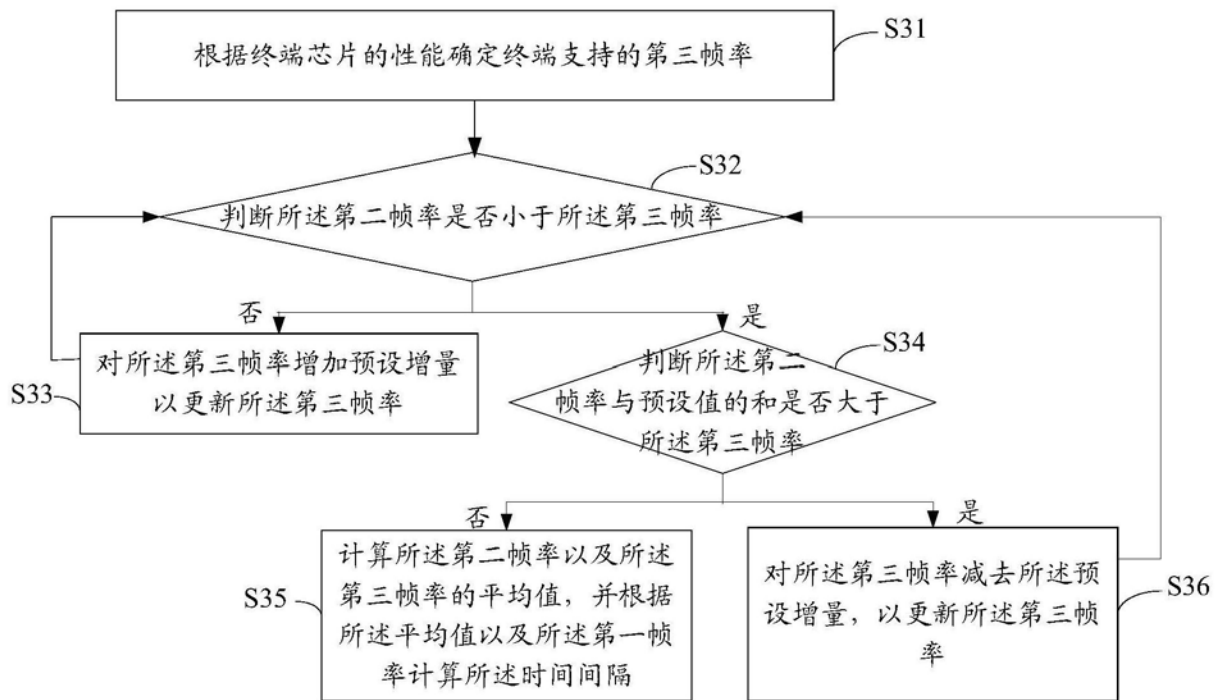 S31
根据终端芯片的性能确定终端支持的第三帧率
S32
判断所述第二帧率是否小于所述第三帧率
否
是
S33
对所述第三帧率增加预设增量
以更新所述第三帧率
S34
判断所述第二
帧率与预设值的和是否大于
所述第三帧率
否
是
S35
计算所述第二帧率以及所述
第三帧率的平均值，并根据
所述平均值以及所述第一帧
率计算所述时间间隔
对所述第三帧率减去所述预
设增量，以更新所述第三帧
率
S36